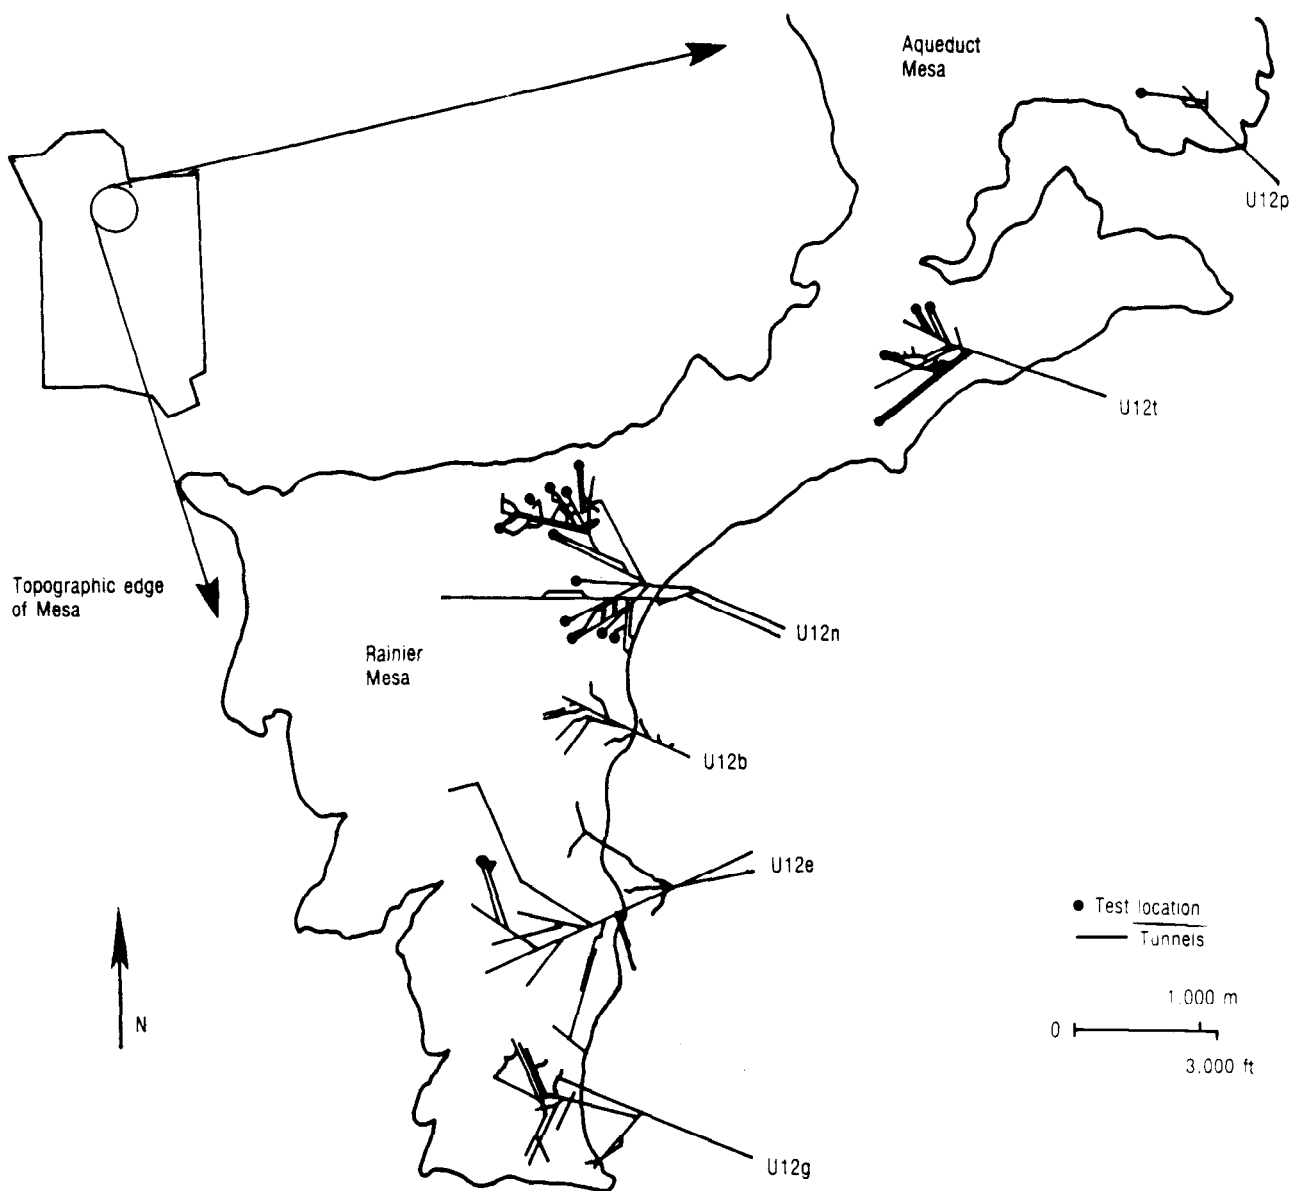 Aqueduct
Mesa
U12p
U12t
Topographic edge
of Mesa
U12n
Rainier
Mesa
U12b
U12e
Test location
Tunnels
1.000 m
N
0
3.000 ft
U12g